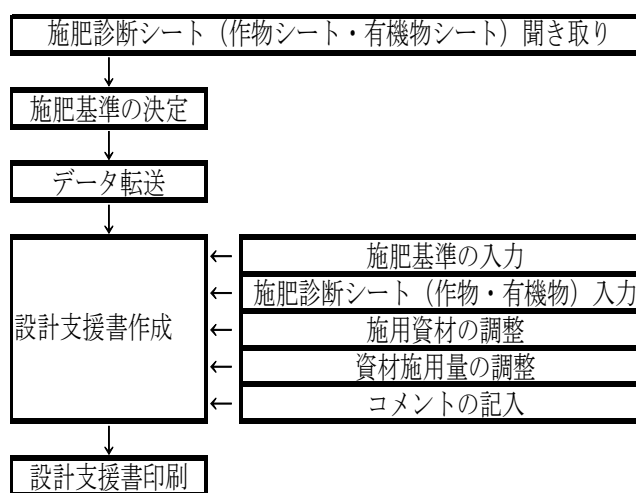 施肥診断シート（作物シート・有機物シート）聞き取り
↓
施肥基準の決定
↓
データ転送
↓
設計支援書作成
← 施肥基準の入力
← 施肥診断シート（作物・有機物）入力
← 施用資材の調整
← 資材施用量の調整
← コメントの記入
↓
設計支援書印刷